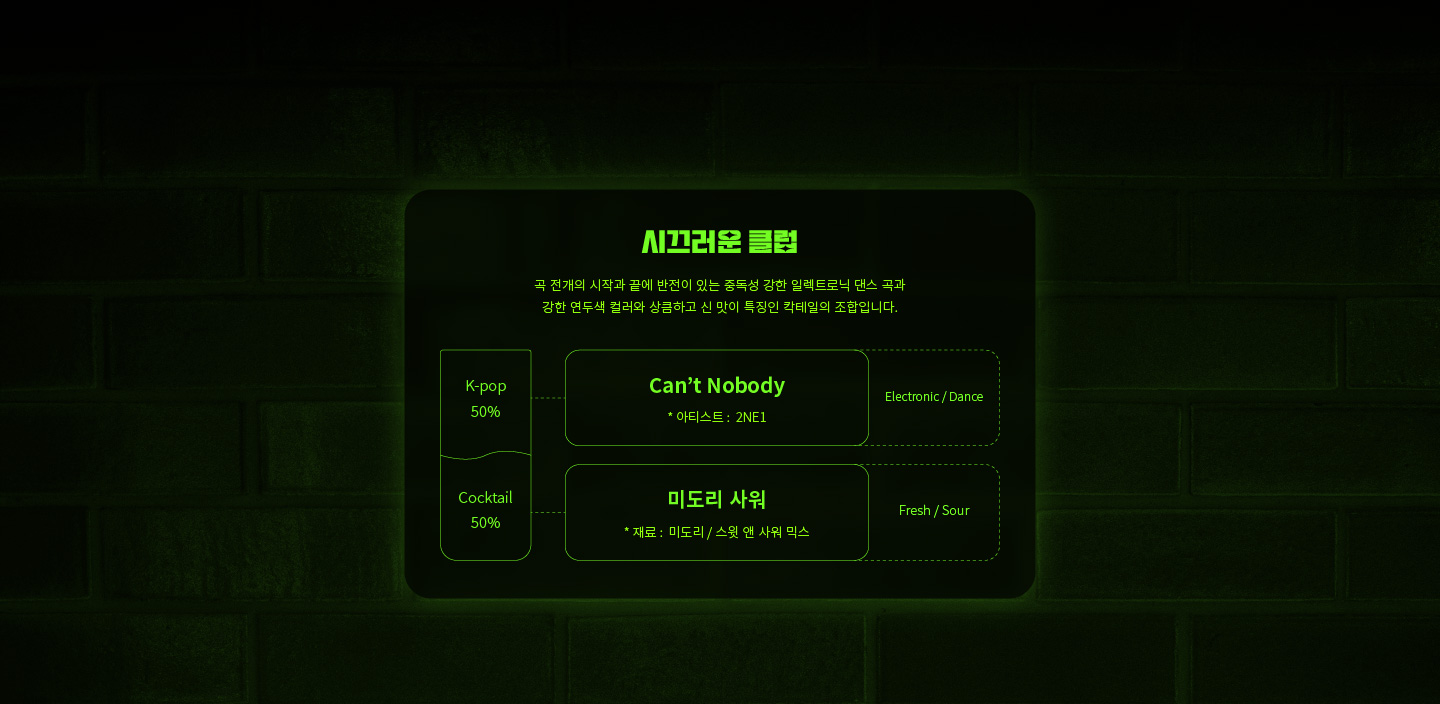 시끄러운 클럽
곡 전개의 시작과 끝에 반전이 있는 중독성 강한 일렉트로닉 댄스 곡과
강한 연두색 컬러와 상큼하고 신 맛이 특징인 칵테일의 조합입니다.
K-pop
50%
Can’t Nobody
* 아티스트 : 2NE1
Electronic / Dance
Cocktail
50%
미도리 사워
* 재료 : 미도리 / 스윗 앤 사워 믹스
Fresh / Sour